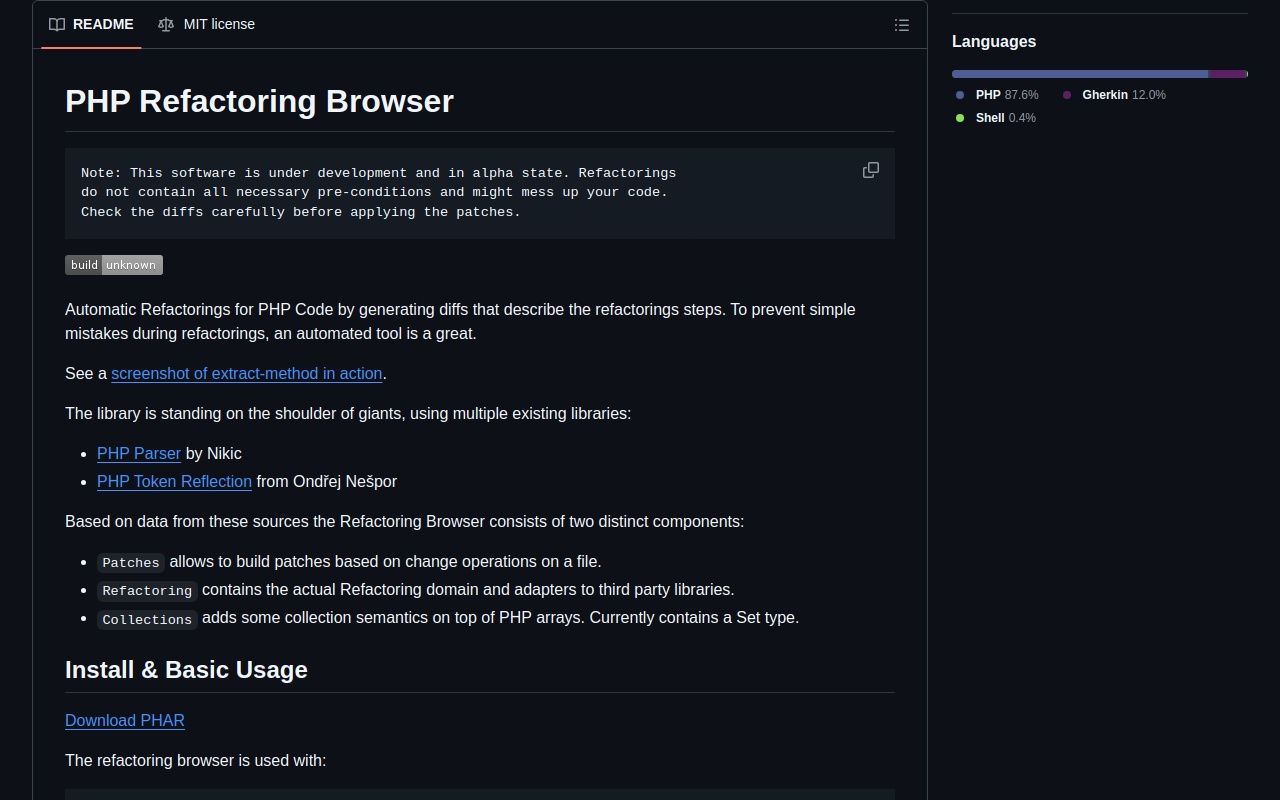 README
MIT license
PHP Refactoring Browser
Note: This software is under development and in alpha state. Refactorings
do not contain all necessary pre-conditions and might mess up your code.
Check the diffs carefully before applying the patches.
build unknown
Automatic Refactorings for PHP Code by generating diffs that describe the refactorings steps. To prevent simple
mistakes during refactorings, an automated tool is a great.
See a screenshot of extract-method in action.
The library is standing on the shoulder of giants, using multiple existing libraries:
PHP Parser by Nikic
PHP Token Reflection from Ondřej Nešpor
Based on data from these sources the Refactoring Browser consists of two distinct components:
Patches allows to build patches based on change operations on a file.
Refactoring contains the actual Refactoring domain and adapters to third party libraries.
Collections adds some collection semantics on top of PHP arrays. Currently contains a Set type.
Install & Basic Usage
Download PHAR
The refactoring browser is used with:
Languages
PHP 87.6%
Gherkin 12.0%
Shell 0.4%